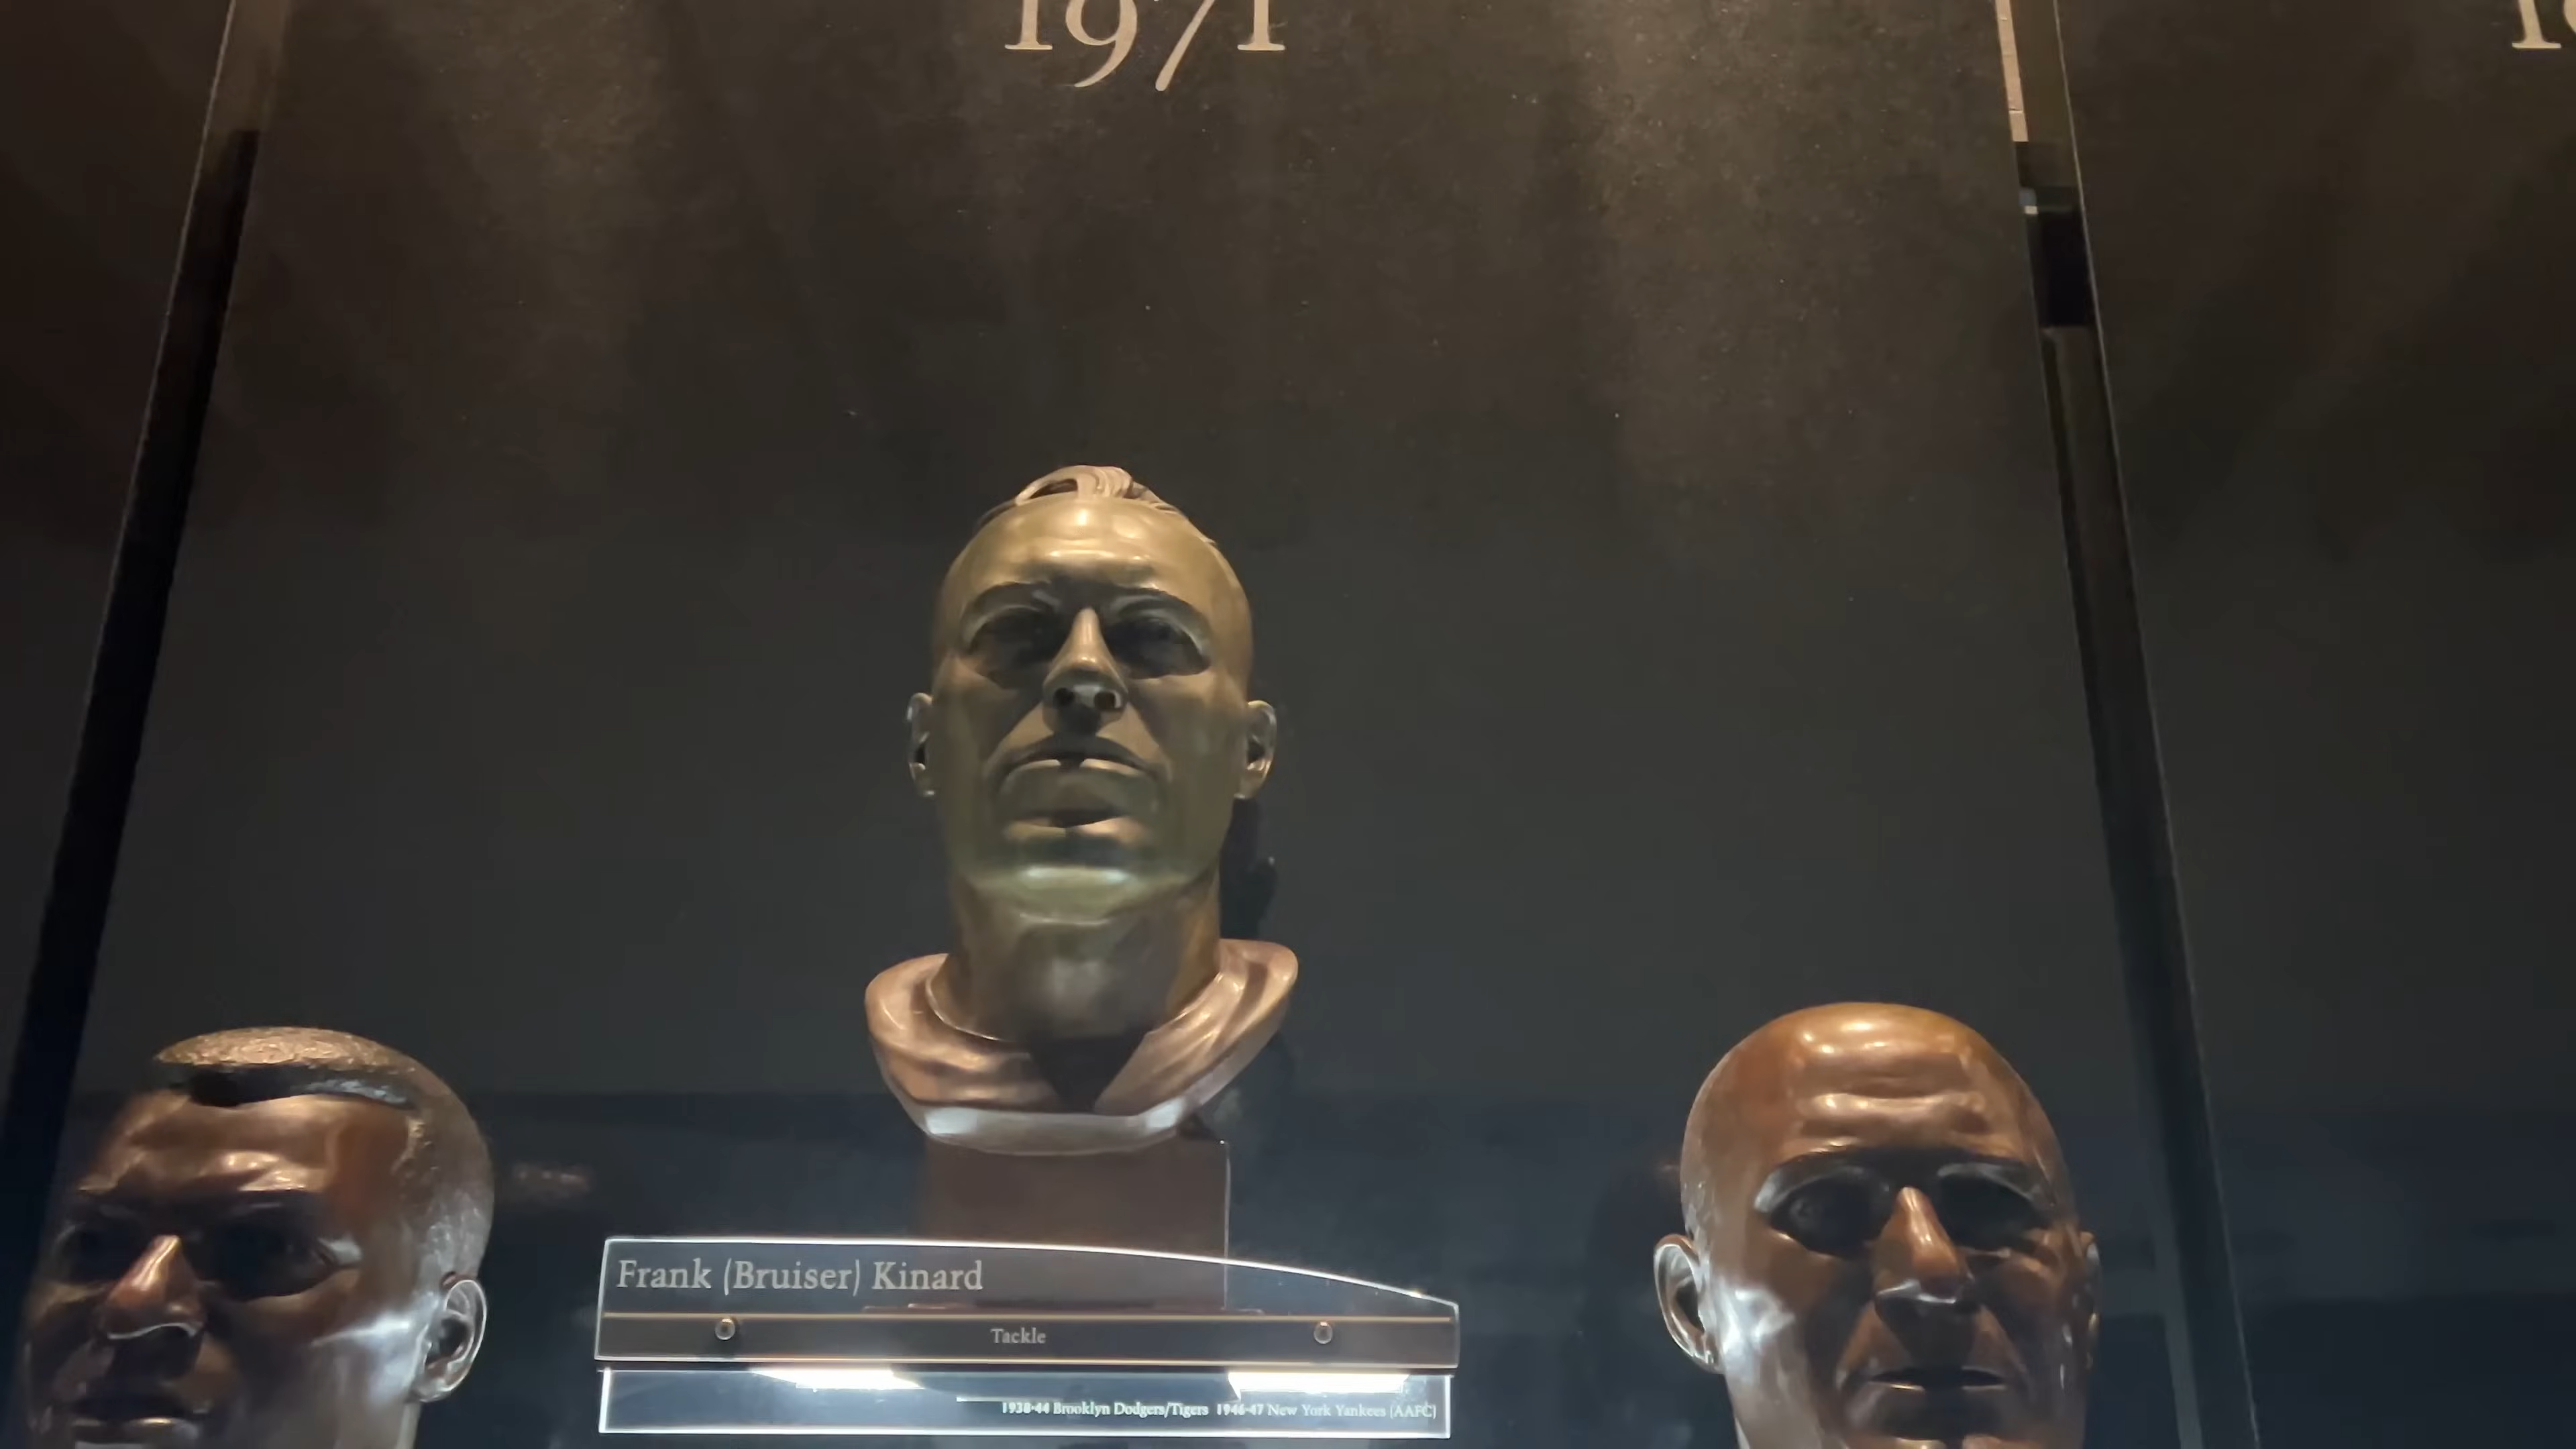 1971
Frank (Bruiser) Kinard
Tackle
1938-44 Brooklyn Dodgers/Tigers 1946-47 New York Yankees (AAFC)